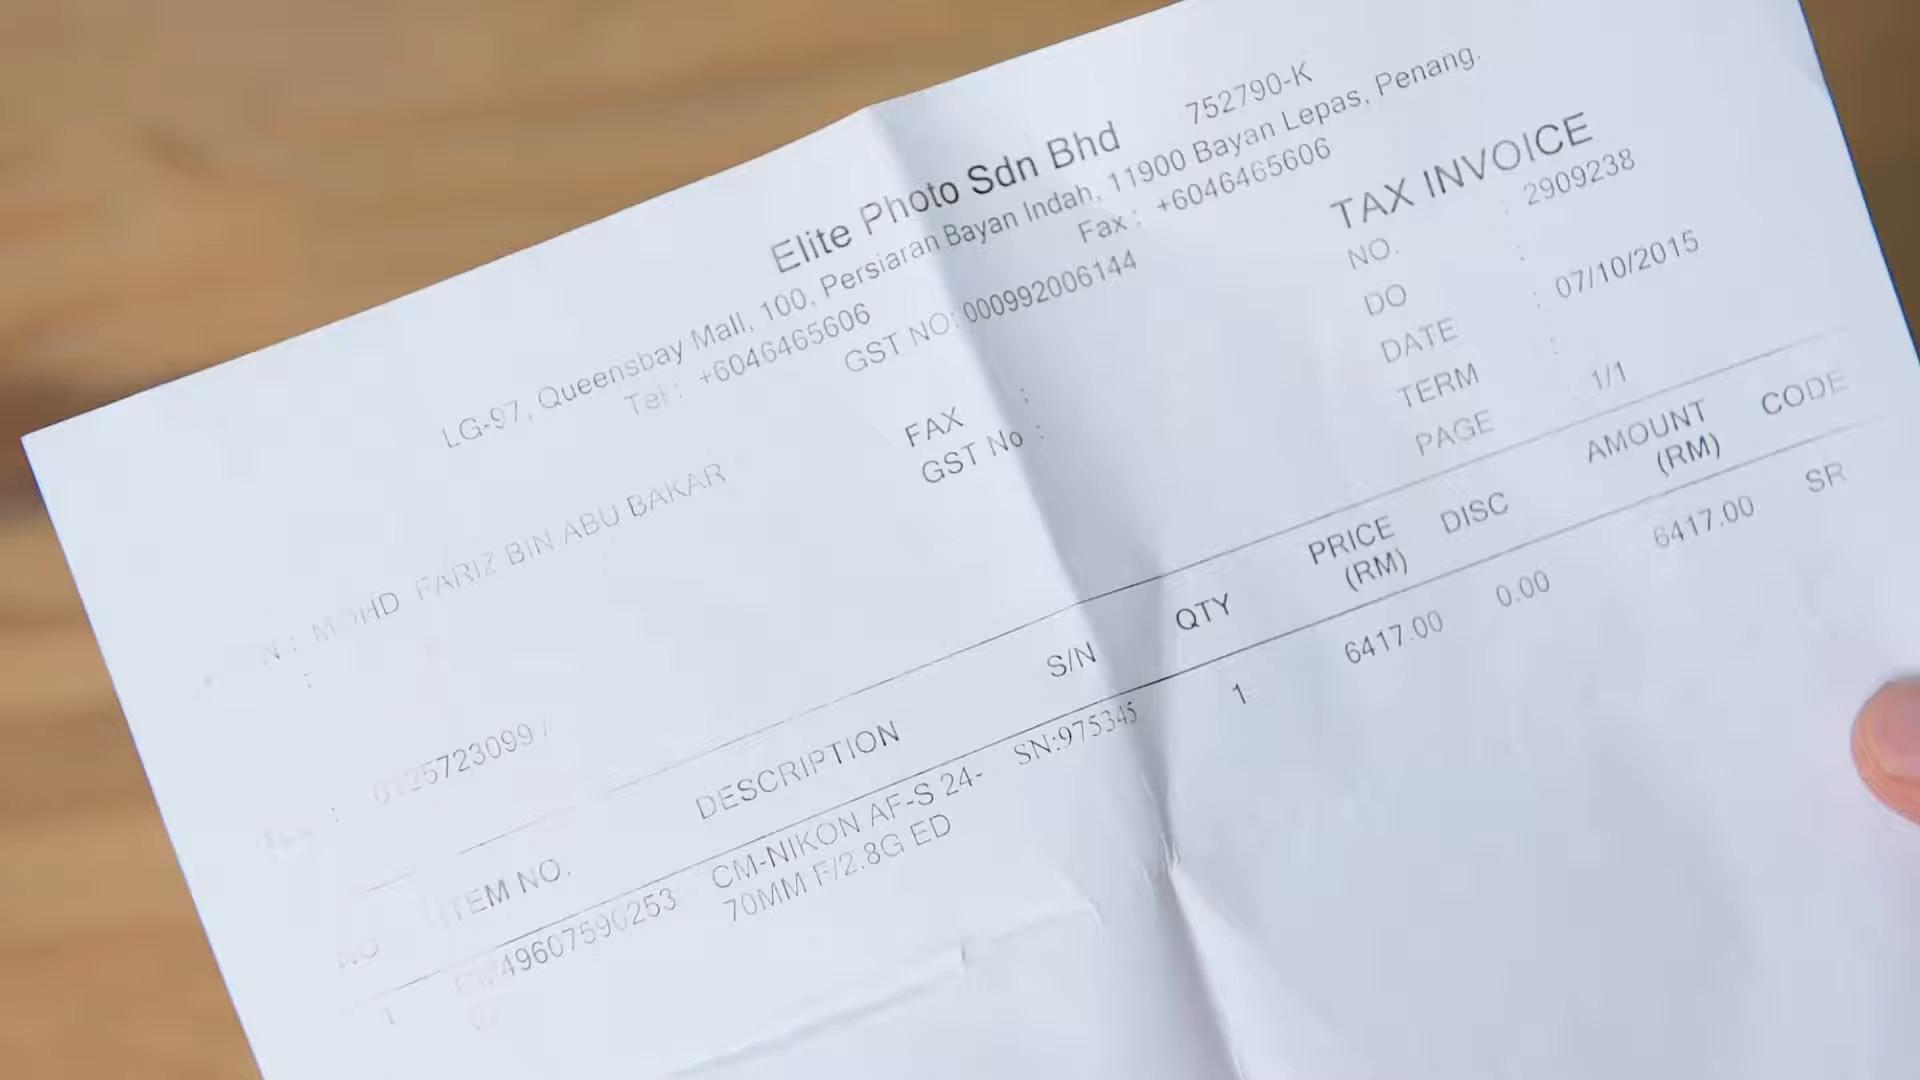 Elite Photo Sdn Bhd 752790-K
LG-97, Queensbay Mall, 100, Persiaran Bayan Indah, 11900 Bayan Lepas, Penang.
Tel : +6046465606 Fax : +6046465606
GST NO: 000992006144
TAX INVOICE
NO. : 2909238
DO :
DATE : 07/10/2015
TERM :
PAGE 1/1
FAX :
GST No :
N : MOHD FARIZ BIN ABU BAKAR
:
: 0125723099 /
NO ITEM NO. DESCRIPTION S/N QTY PRICE (RM) DISC AMOUNT (RM) CODE
1 49607590253 CM-NIKON AF-S 24- SN:975345 1 6417.00 0.00 6417.00 SR
70MM F/2.8G ED